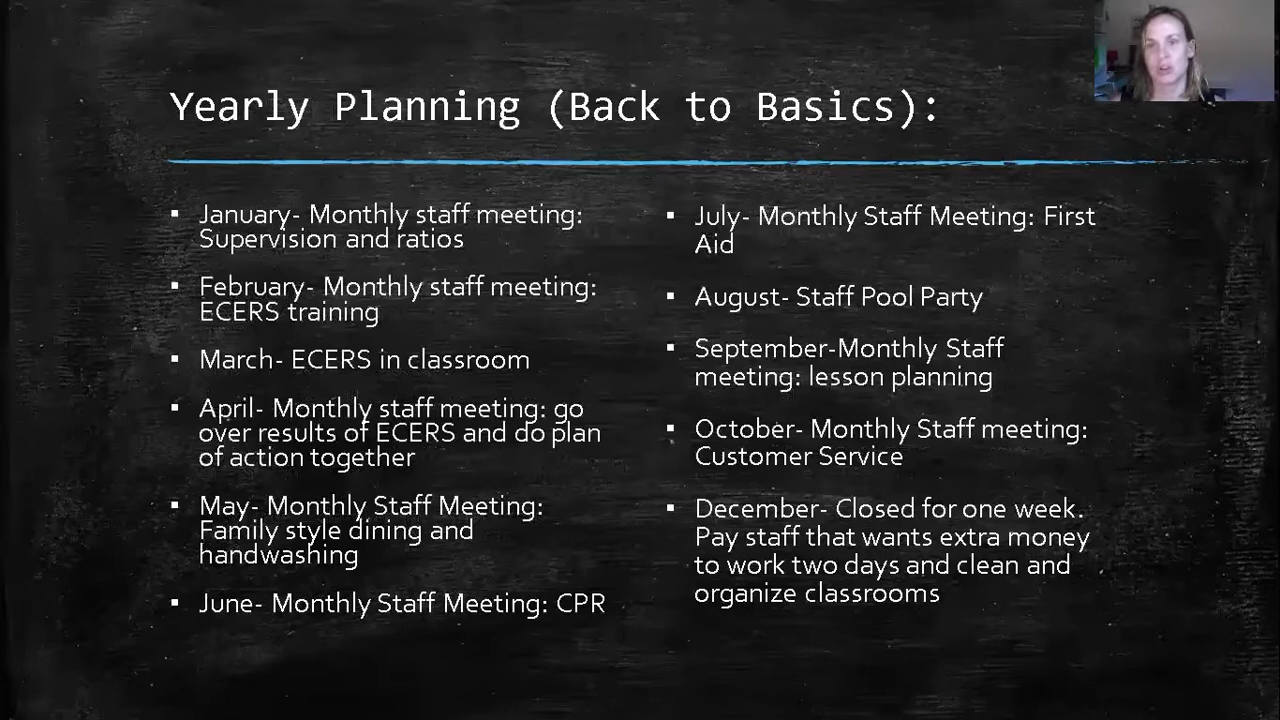 Yearly Planning (Back to Basics):
▪ January- Monthly staff meeting:
Supervision and ratios
▪ February- Monthly staff meeting:
ECERS training
▪ March- ECERS in classroom
▪ April- Monthly staff meeting: go
over results of ECERS and do plan
of action together
▪ May- Monthly Staff Meeting:
Family style dining and
handwashing
▪ June- Monthly Staff Meeting: CPR
▪ July- Monthly Staff Meeting: First
Aid
▪ August- Staff Pool Party
▪ September-Monthly Staff
meeting: lesson planning
▪ October- Monthly Staff meeting:
Customer Service
▪ December- Closed for one week.
Pay staff that wants extra money
to work two days and clean and
organize classrooms